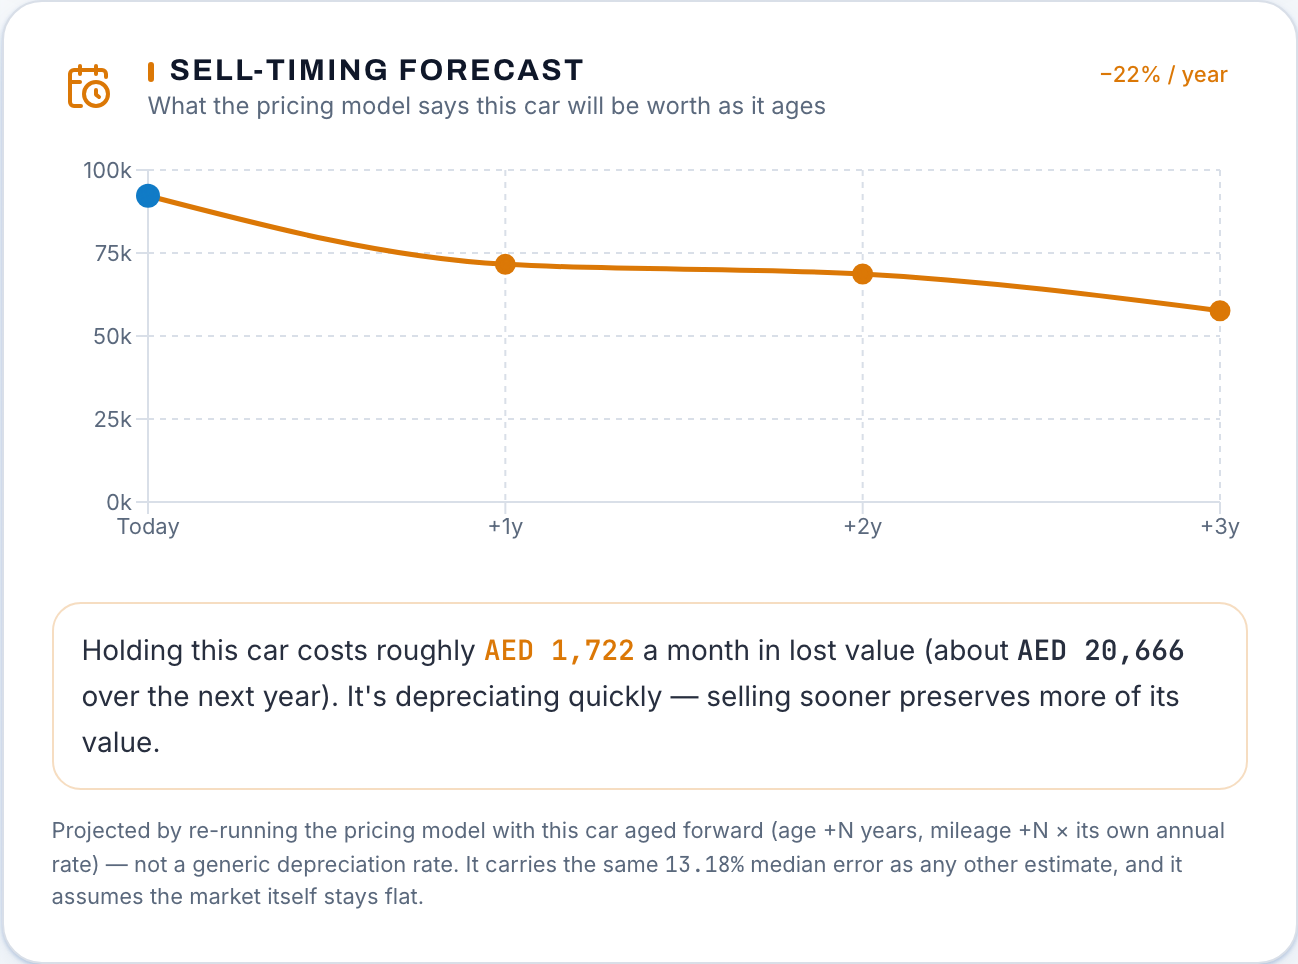 SELL-TIMING FORECAST
−22% / year
What the pricing model says this car will be worth as it ages
100k
75k
50k
25k
0k
Today
+1y
+2y
+3y
Holding this car costs roughly AED 1,722 a month in lost value (about AED 20,666
over the next year). It's depreciating quickly — selling sooner preserves more of its
value.
Projected by re-running the pricing model with this car aged forward (age +N years, mileage +N × its own annual
rate) — not a generic depreciation rate. It carries the same 13.18% median error as any other estimate, and it
assumes the market itself stays flat.